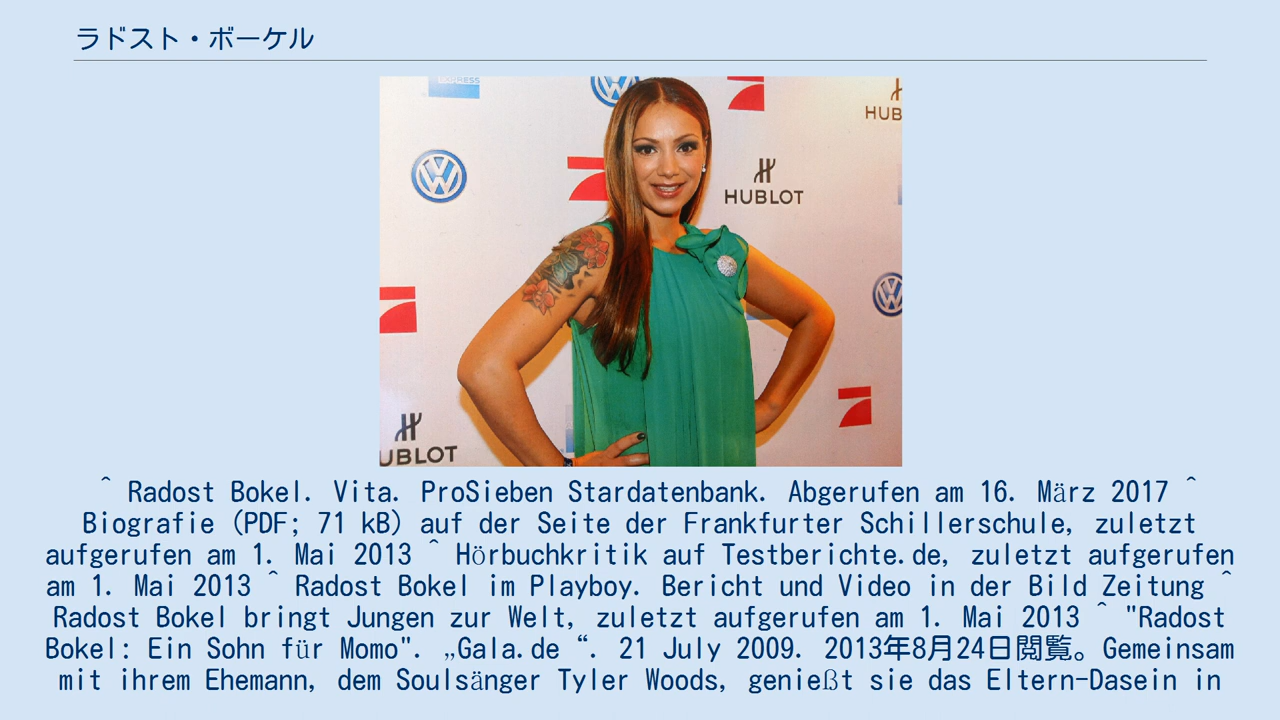 ラドスト・ボーケル
HUBLOT
HUBLOT
^ Radost Bokel. Vita. ProSieben Stardatenbank. Abgerufen am 16. März 2017 ^
Biografie (PDF; 71 kB) auf der Seite der Frankfurter Schillerschule, zuletzt
aufgerufen am 1. Mai 2013 ^ Hörbuchkritik auf Testberichte.de, zuletzt aufgerufen
am 1. Mai 2013 ^ Radost Bokel im Playboy. Bericht und Video in der Bild Zeitung ^
Radost Bokel bringt Jungen zur Welt, zuletzt aufgerufen am 1. Mai 2013 ^ "Radost
Bokel: Ein Sohn für Momo". „Gala.de “. 21 July 2009. 2013年8月24日閲覧。Gemeinsam
mit ihrem Ehemann, dem Soulsänger Tyler Woods, genießt sie das Eltern-Dasein in